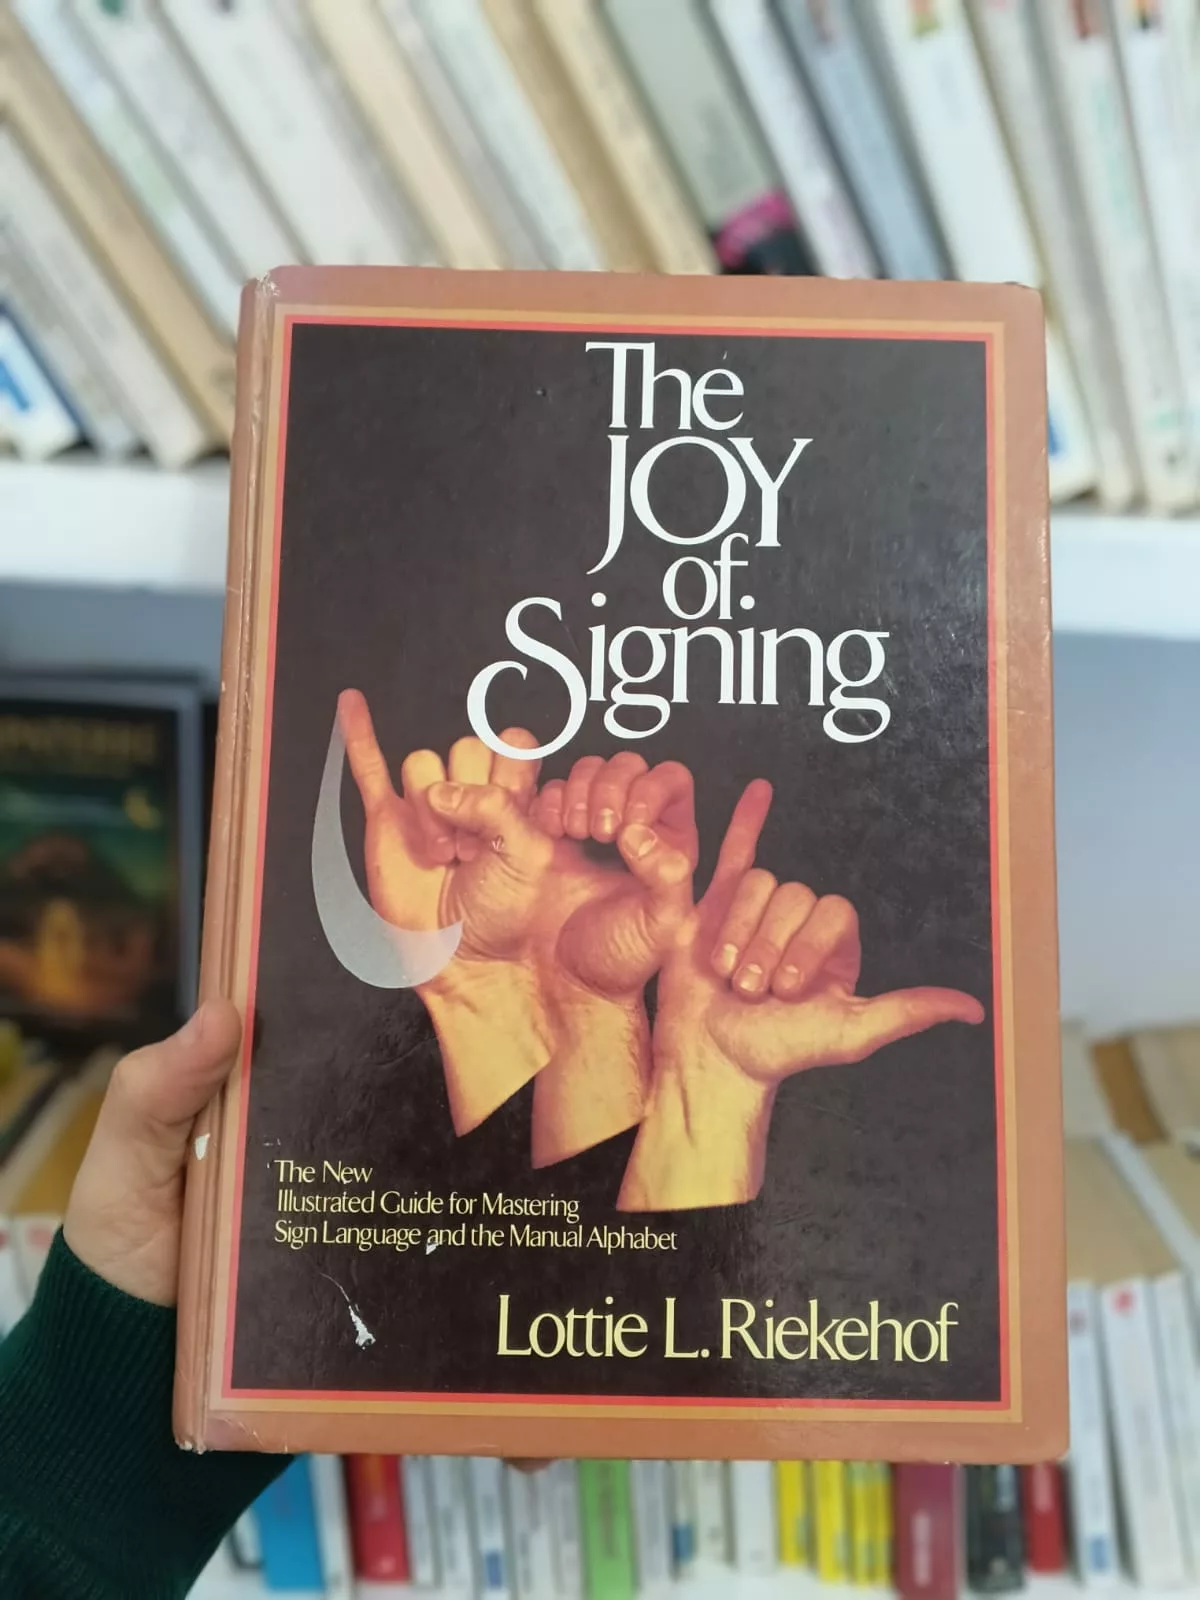 The
JOY
of
Signing
The New
Illustrated Guide for Mastering
Sign Language and the Manual Alphabet
Lottie L. Riekehof